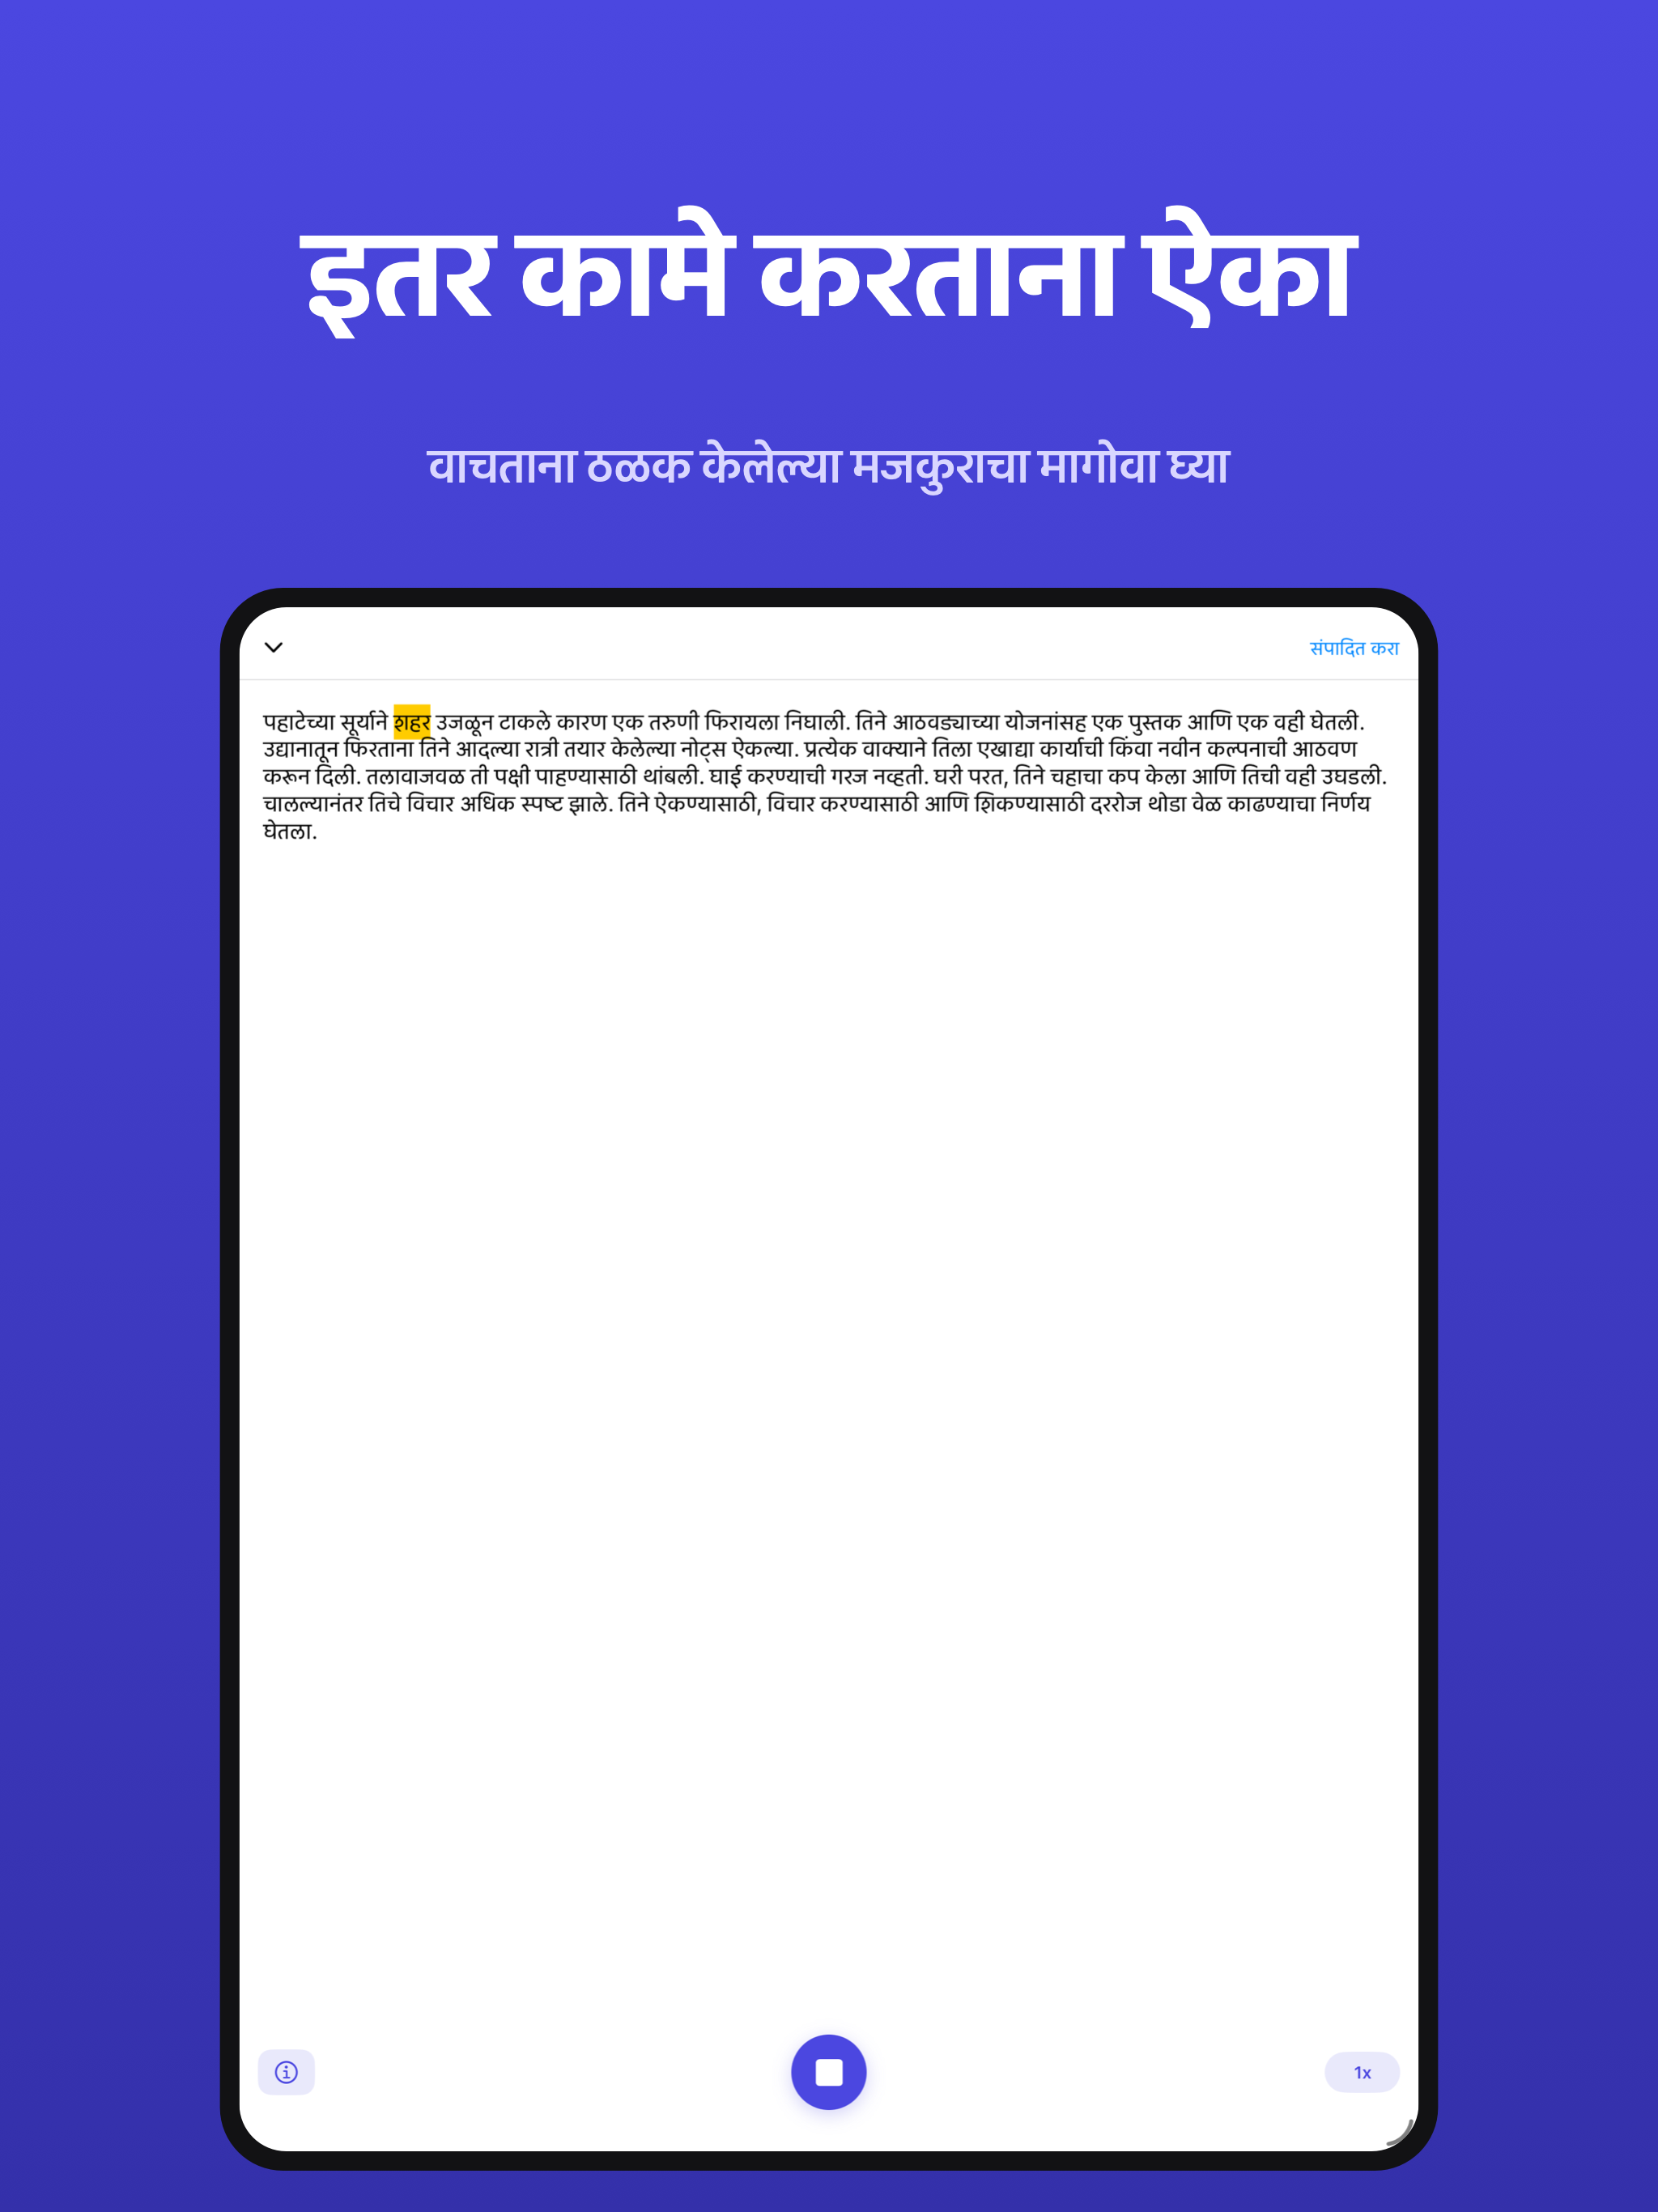 इतर कामे करताना ऐका
वाचताना ठळक केलेल्या मजकुराचा मागोवा घ्या
संपादित करा
पहाटेच्या सूर्याने शहर उजळून टाकले कारण एक तरुणी फिरायला निघाली. तिने आठवड्याच्या योजनांसह एक पुस्तक आणि एक वही घेतली.
उद्यानातून फिरताना तिने आदल्या रात्री तयार केलेल्या नोट्स ऐकल्या. प्रत्येक वाक्याने तिला एखाद्या कार्याची किंवा नवीन कल्पनाची आठवण
करून दिली. तलावाजवळ ती पक्षी पाहण्यासाठी थांबली. घाई करण्याची गरज नव्हती. घरी परत, तिने चहाचा कप केला आणि तिची वही उघडली.
चालल्यानंतर तिचे विचार अधिक स्पष्ट झाले. तिने ऐकण्यासाठी, विचार करण्यासाठी आणि शिकण्यासाठी दररोज थोडा वेळ काढण्याचा निर्णय
घेतला.
1x